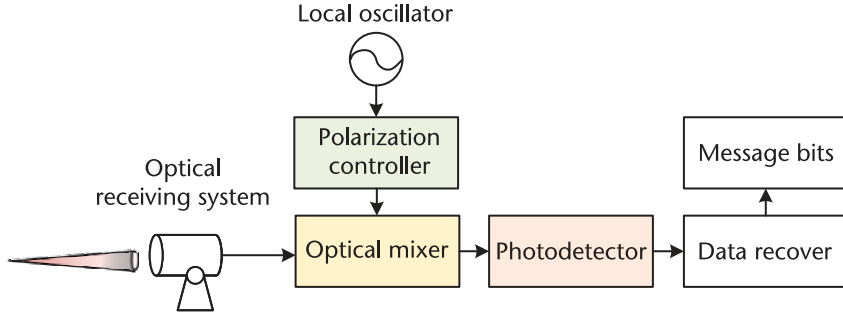 Local oscillator
Polarization
controller
Message bits
Optical
receiving system
Optical mixer
Photodetector
Data recover